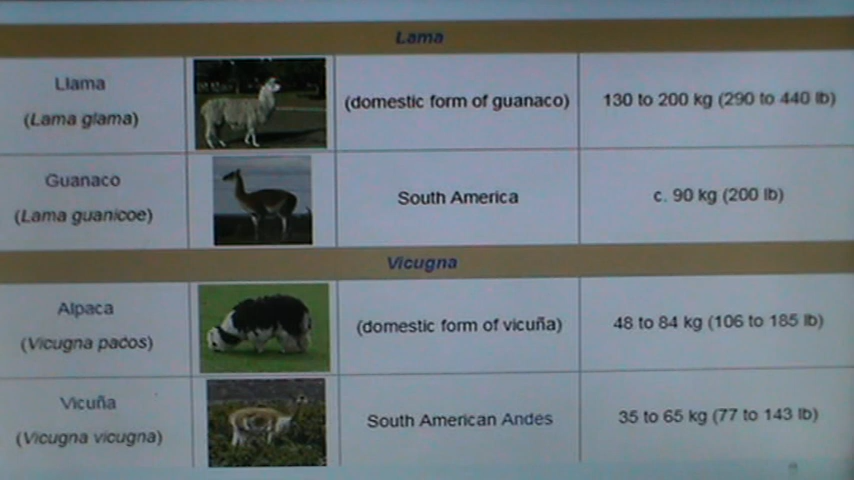 Lama
Llama
(Lama glama)
(domestic form of guanaco)
130 to 200 kg (290 to 440 lb)
Guanaco
(Lama guanicoe)
South America
c. 90 kg (200 lb)
Vicugna
Alpaca
(Vicugna pacos)
(domestic form of vicuña)
48 to 84 kg (106 to 185 lb)
Vicuña
(Vicugna vicugna)
South American Andes
35 to 65 kg (77 to 143 lb)